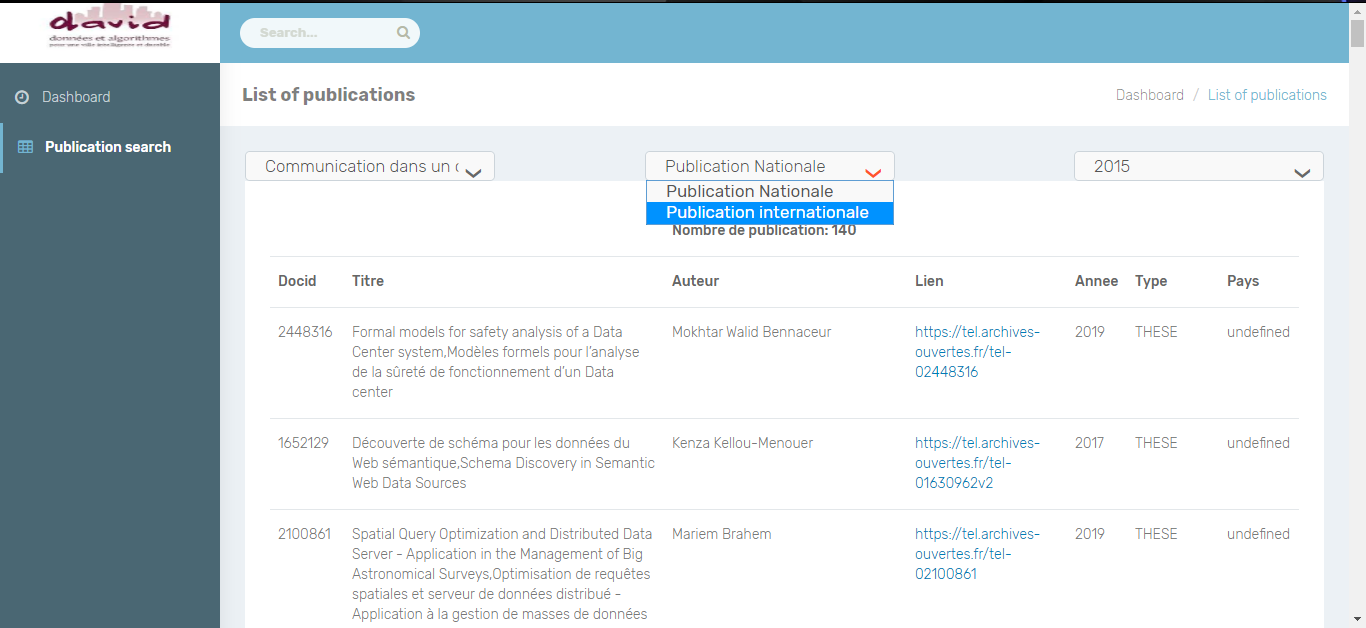 david
données et algorithmes
pour une ville intelligente et durable
Search...
Dashboard
Publication search
List of publications
Dashboard / List of publications
Communication dans un c
Publication Nationale
2015
Publication Nationale
Publication internationale
Nombre de publication: 140
Docid Titre Auteur Lien Annee Type Pays
2448316 Formal models for safety analysis of a Data Mokhtar Walid Bennaceur https://tel.archives- 2019 THESE undefined
Center system,Modèles formels pour l'analyse ouvertes.fr/tel-
de la sûreté de fonctionnement d'un Data 02448316
center
1652129 Découverte de schéma pour les données du Kenza Kellou-Menouer https://tel.archives- 2017 THESE undefined
Web sémantique,Schema Discovery in Semantic ouvertes.fr/tel-
Web Data Sources 01630962v2
2100861 Spatial Query Optimization and Distributed Data Mariem Brahem https://tel.archives- 2019 THESE undefined
Server - Application in the Management of Big ouvertes.fr/tel-
Astronomical Surveys,Optimisation de requêtes 02100861
spatiales et serveur de données distribué -
Application à la gestion de masses de données